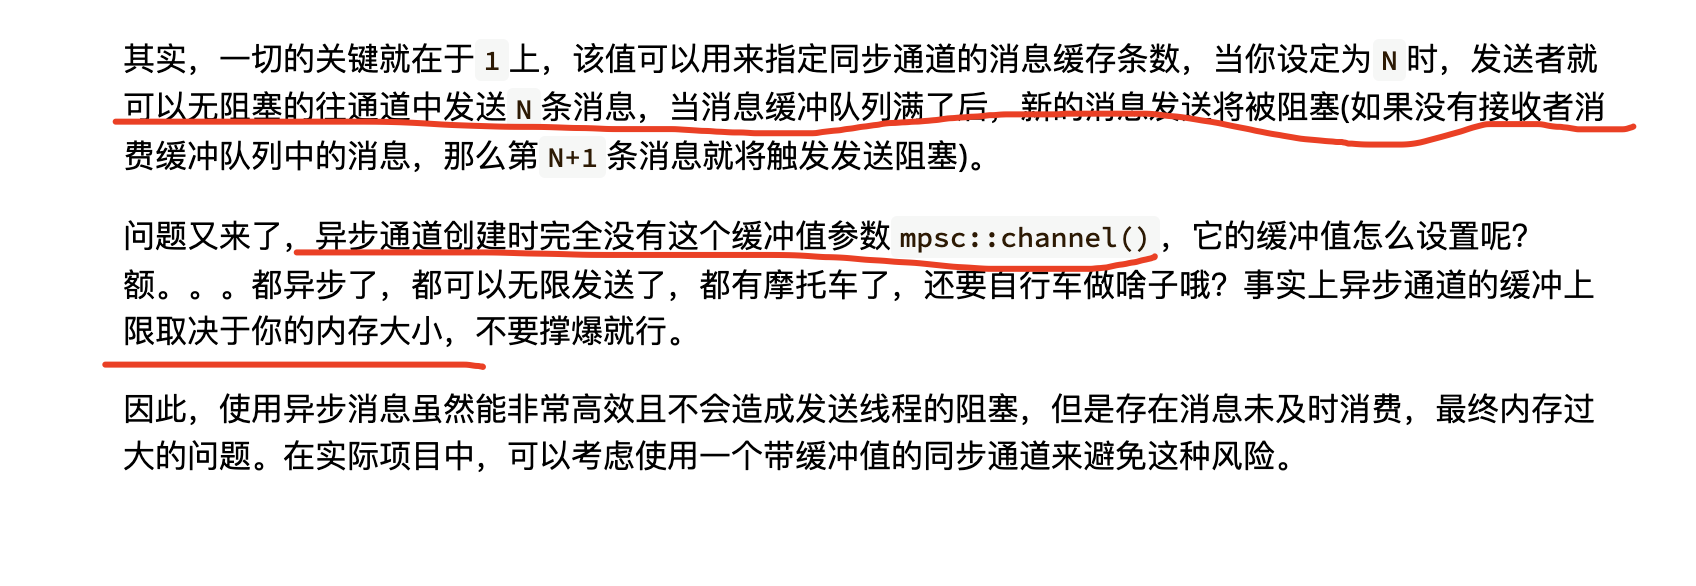 其实，一切的关键就在于 1 上，该值可以用来指定同步通道的消息缓存条数，当你设定为 N 时，发送者就
可以无阻塞的往通道中发送 N 条消息，当消息缓冲队列满了后，新的消息发送将被阻塞(如果没有接收者消
费缓冲队列中的消息，那么第 N+1 条消息就将触发发送阻塞)。
问题又来了，异步通道创建时完全没有这个缓冲值参数 mpsc::channel() ，它的缓冲值怎么设置呢？
额。。。都异步了，都可以无限发送了，都有摩托车了，还要自行车做啥子哦？事实上异步通道的缓冲上
限取决于你的内存大小，不要撑爆就行。
因此，使用异步消息虽然能非常高效且不会造成发送线程的阻塞，但是存在消息未及时消费，最终内存过
大的问题。在实际项目中，可以考虑使用一个带缓冲值的同步通道来避免这种风险。